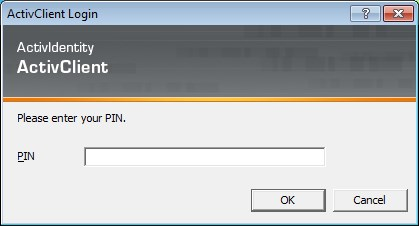 ActivClient Login
?
ActivIdentity
ActivClient
Please enter your PIN.
PIN
OK
Cancel